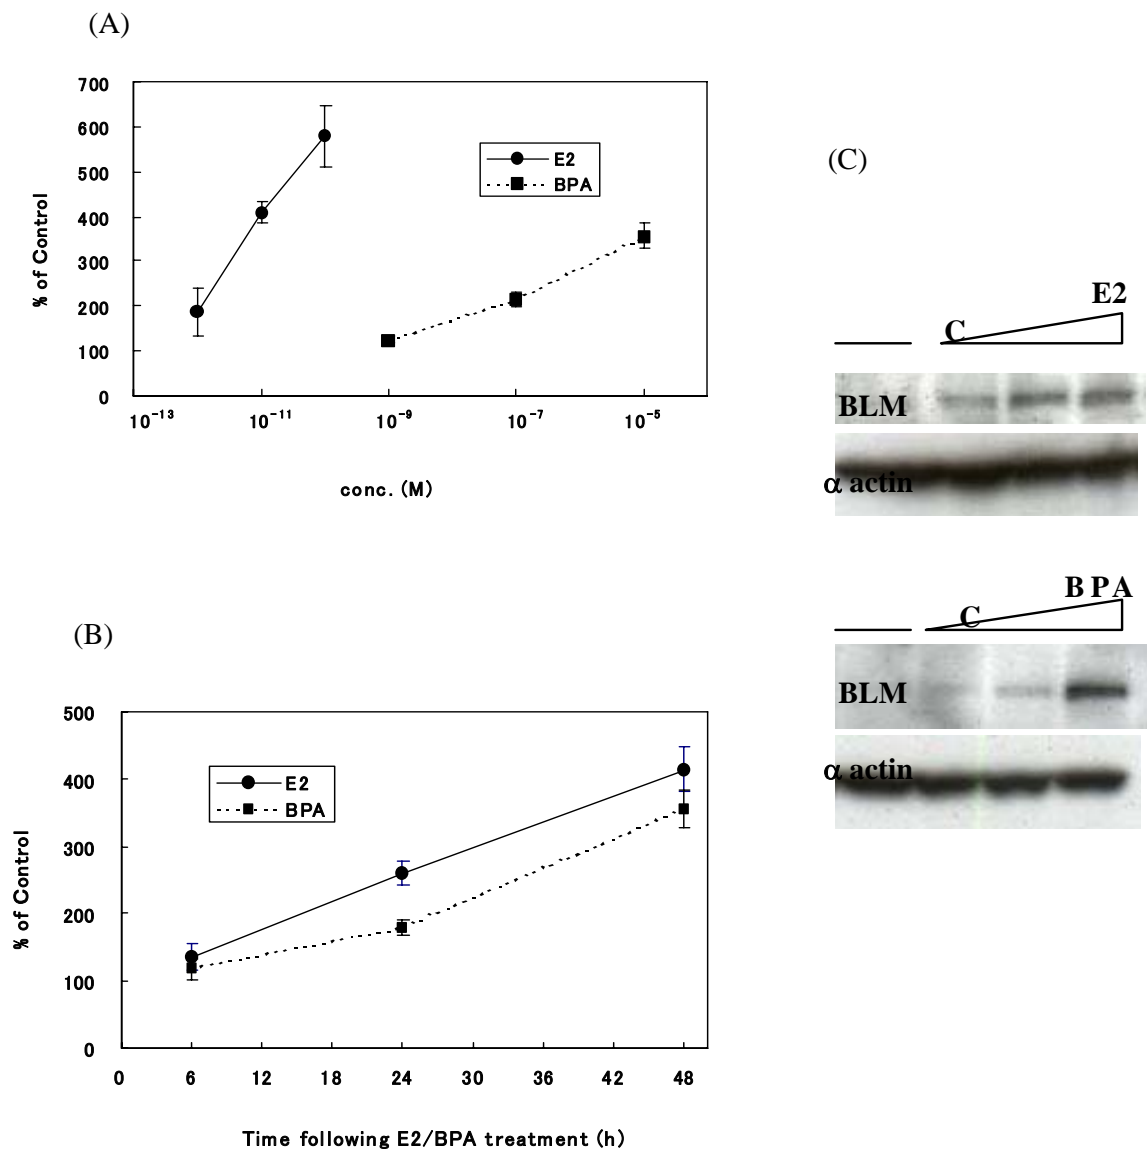 (A)
700
600
500
400
300
200
100
0
% of Control
E2
BPA
10⁻¹³
10⁻¹¹
10⁻⁹
10⁻⁷
10⁻⁵
conc. (M)
(B)
500
400
300
200
100
0
% of Control
E2
BPA
0 6 12 18 24 30 36 42 48
Time following E2/BPA treatment (h)
(C)
E2
C
BLM
α actin
BPA
C
BLM
α actin